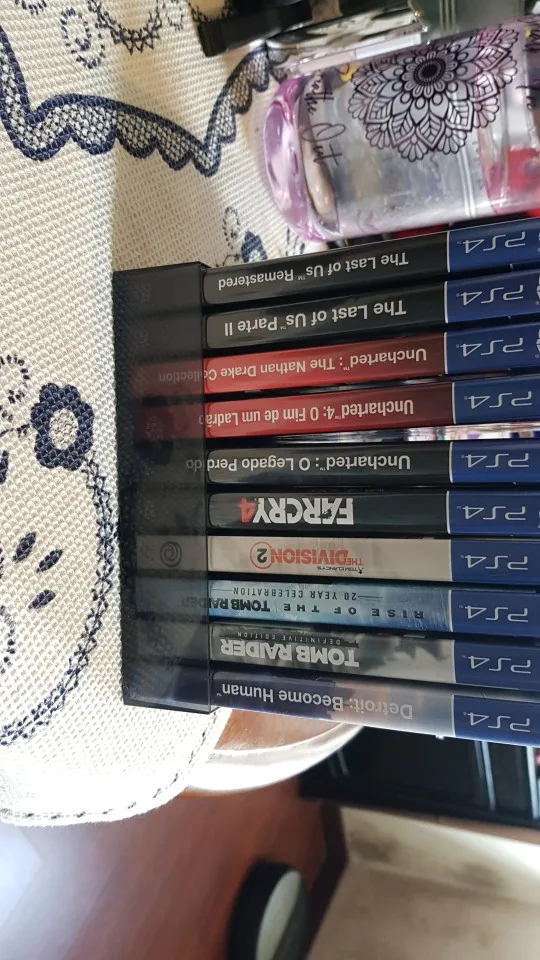 The Last of Us™ Remastered
PS4
The Last of Us™ Parte II
PS4
Uncharted™: The Nathan Drake Collection
PS4
Uncharted™ 4: O Fim de um Ladrão
PS4
Uncharted™: O Legado Perdido
PS4
FARCRY4
PS4
TOM CLANCY'S
THE DIVISION 2
PS4
RISE OF THE TOMB RAIDER
20 YEAR CELEBRATION
PS4
TOMB RAIDER
DEFINITIVE EDITION
PS4
Detroit: Become Human™
PS4